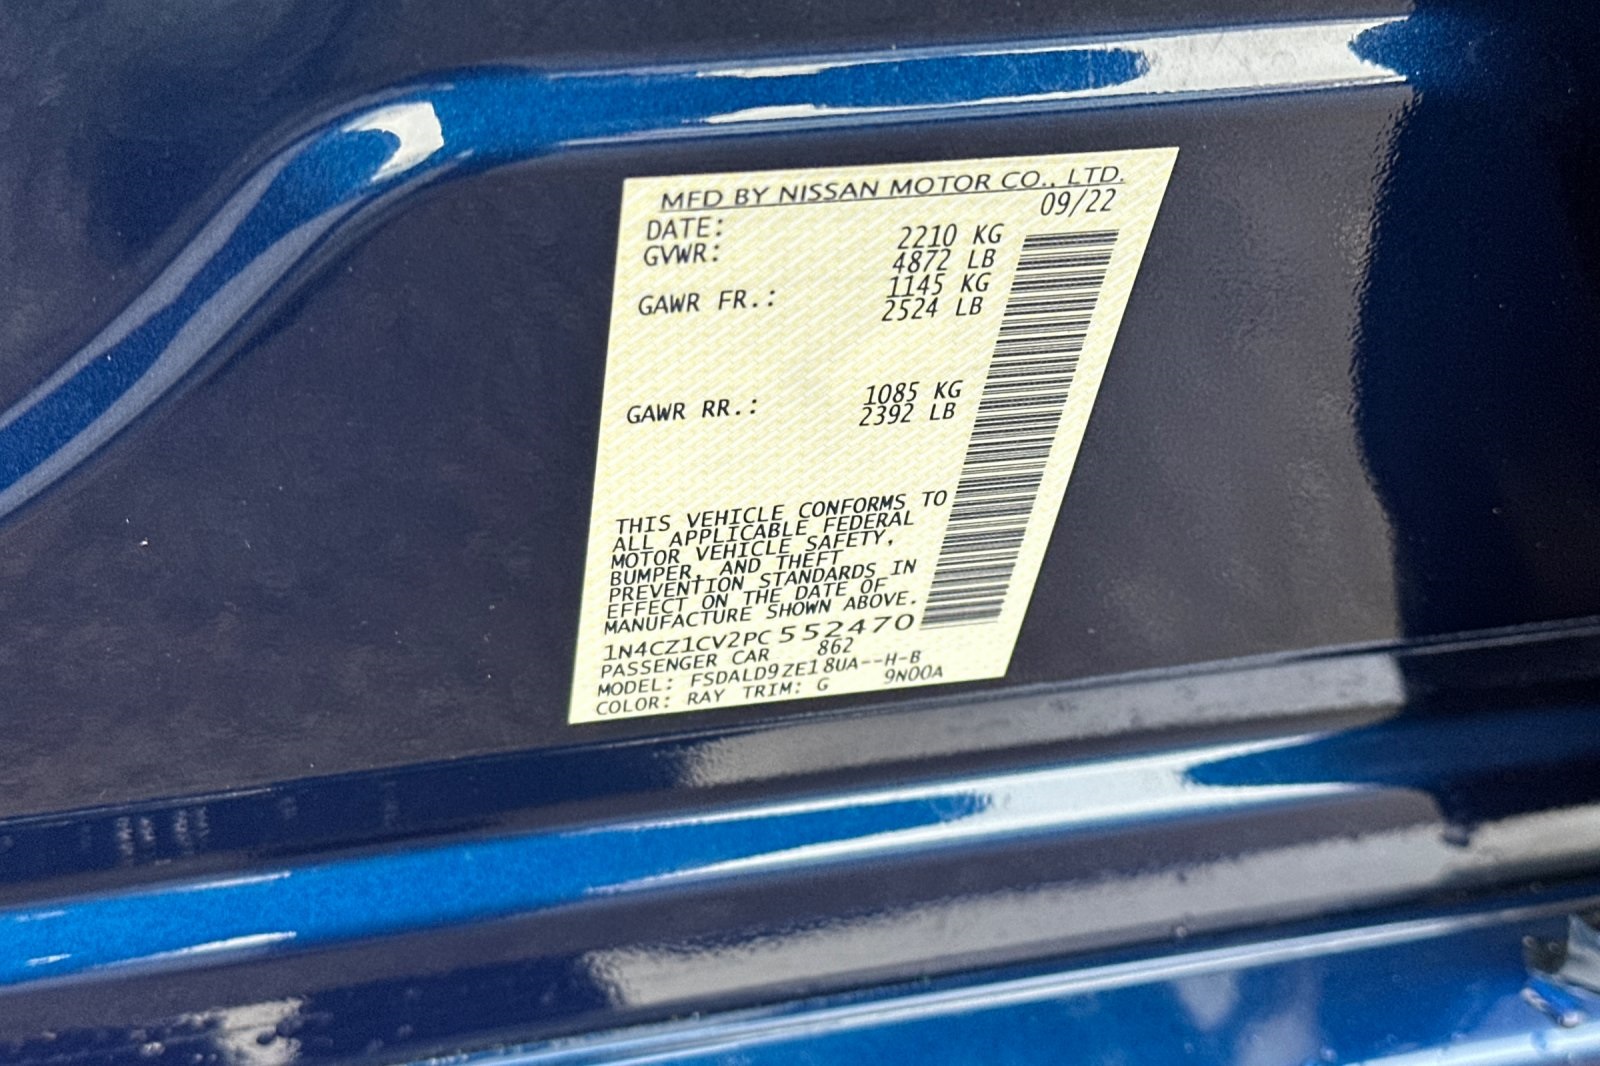 MFD BY NISSAN MOTOR CO., LTD.
DATE: 09/22
GVWR: 2210 KG
4872 LB
GAWR FR.: 1145 KG
2524 LB
GAWR RR.: 1085 KG
2392 LB
THIS VEHICLE CONFORMS TO
ALL APPLICABLE FEDERAL
MOTOR VEHICLE SAFETY,
BUMPER, AND THEFT
PREVENTION STANDARDS IN
EFFECT ON THE DATE OF
MANUFACTURE SHOWN ABOVE.
1N4CZ1CV2PC552470
PASSENGER CAR 862
MODEL: FSDALD9ZE18UA--H-B
COLOR: RAY TRIM: G 9N00A